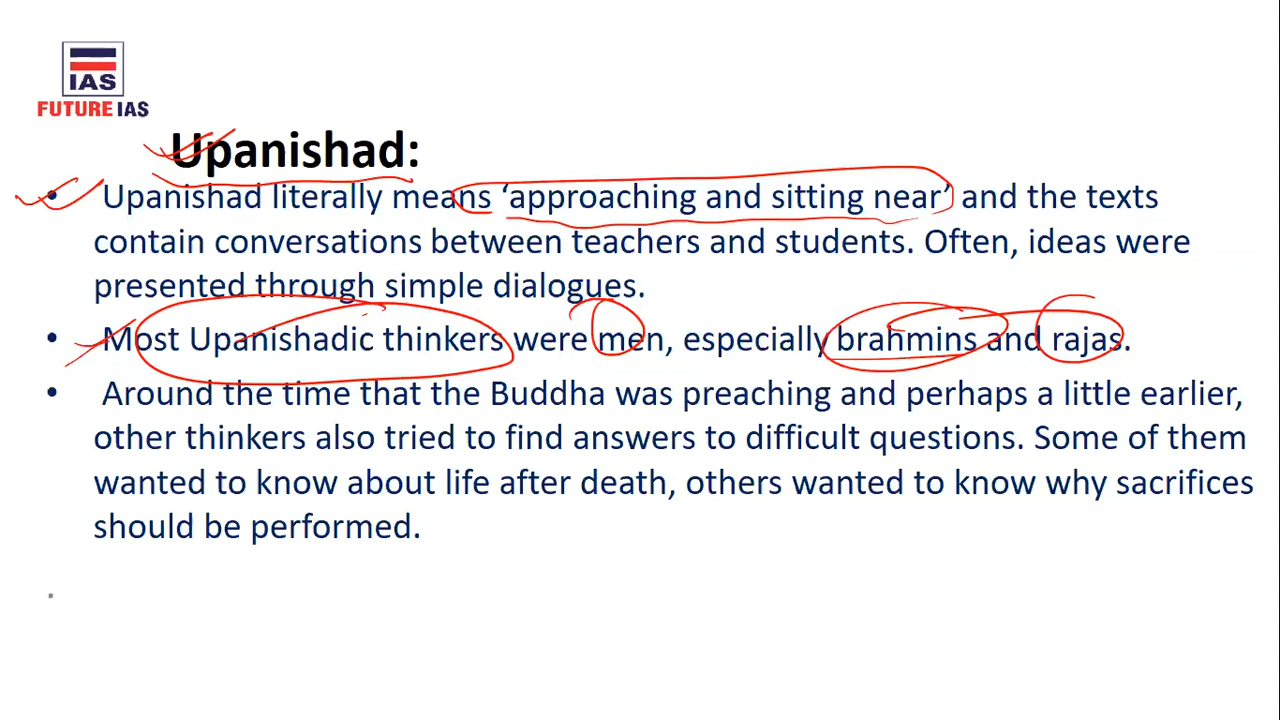 IAS
FUTURE IAS
Upanishad:
• Upanishad literally means ‘approaching and sitting near’ and the texts
contain conversations between teachers and students. Often, ideas were
presented through simple dialogues.
• Most Upanishadic thinkers were men, especially brahmins and rajas.
• Around the time that the Buddha was preaching and perhaps a little earlier,
other thinkers also tried to find answers to difficult questions. Some of them
wanted to know about life after death, others wanted to know why sacrifices
should be performed.